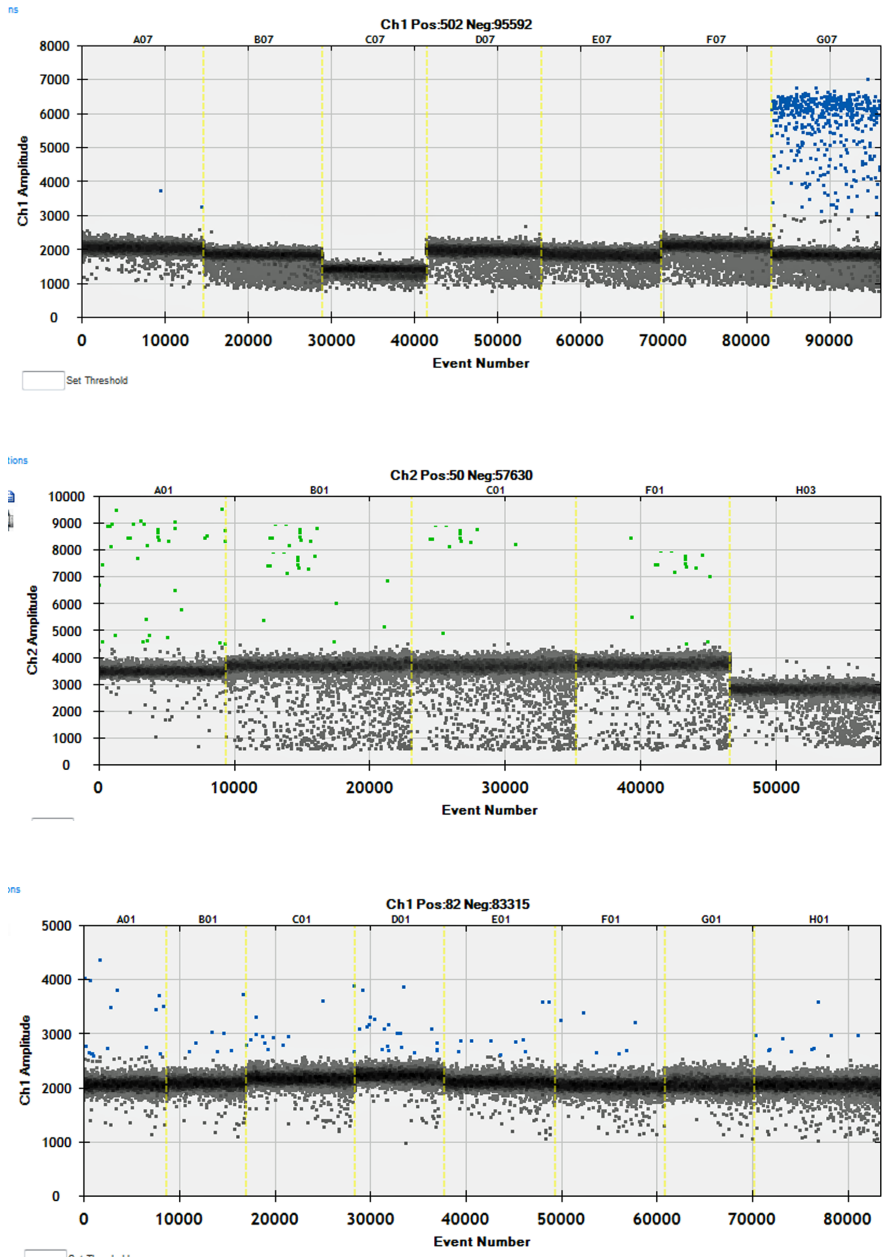 ns
Ch1 Pos:502 Neg:95592
A07 B07 C07 D07 E07 F07 G07
8000
7000
6000
5000
4000
3000
2000
1000
0
Ch1 Amplitude
0 10000 20000 30000 40000 50000 60000 70000 80000 90000
Event Number
Set Threshold
tions
Ch2 Pos:50 Neg:57630
A01 B01 C01 F01 H03
10000
9000
8000
7000
6000
5000
4000
3000
2000
1000
0
Ch2 Amplitude
0 10000 20000 30000 40000 50000
Event Number
ons
Ch1 Pos:82 Neg:83315
A01 B01 C01 D01 E01 F01 G01 H01
5000
4000
3000
2000
1000
0
Ch1 Amplitude
0 10000 20000 30000 40000 50000 60000 70000 80000
Event Number